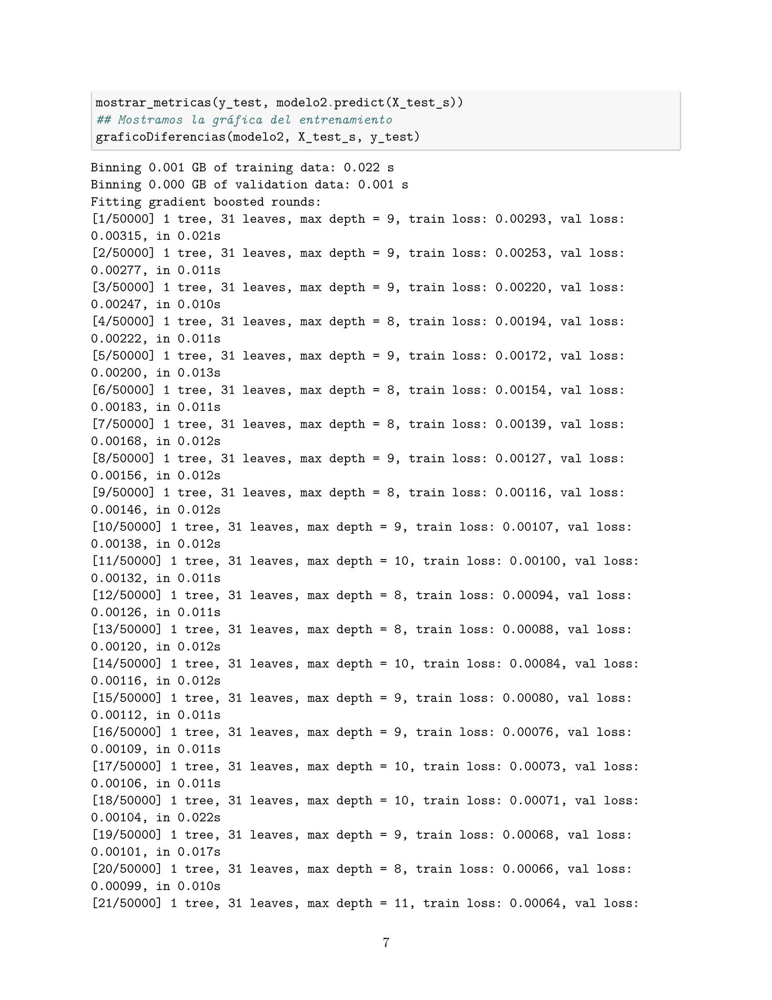 mostrar_metricas(y_test, modelo2.predict(X_test_s))
## Mostramos la gráfica del entrenamiento
graficoDiferencias(modelo2, X_test_s, y_test)
Binning 0.001 GB of training data: 0.022 s
Binning 0.000 GB of validation data: 0.001 s
Fitting gradient boosted rounds:
[1/50000] 1 tree, 31 leaves, max depth = 9, train loss: 0.00293, val loss:
0.00315, in 0.021s
[2/50000] 1 tree, 31 leaves, max depth = 9, train loss: 0.00253, val loss:
0.00277, in 0.011s
[3/50000] 1 tree, 31 leaves, max depth = 9, train loss: 0.00220, val loss:
0.00247, in 0.010s
[4/50000] 1 tree, 31 leaves, max depth = 8, train loss: 0.00194, val loss:
0.00222, in 0.011s
[5/50000] 1 tree, 31 leaves, max depth = 9, train loss: 0.00172, val loss:
0.00200, in 0.013s
[6/50000] 1 tree, 31 leaves, max depth = 8, train loss: 0.00154, val loss:
0.00183, in 0.011s
[7/50000] 1 tree, 31 leaves, max depth = 8, train loss: 0.00139, val loss:
0.00168, in 0.012s
[8/50000] 1 tree, 31 leaves, max depth = 9, train loss: 0.00127, val loss:
0.00156, in 0.012s
[9/50000] 1 tree, 31 leaves, max depth = 8, train loss: 0.00116, val loss:
0.00146, in 0.012s
[10/50000] 1 tree, 31 leaves, max depth = 9, train loss: 0.00107, val loss:
0.00138, in 0.012s
[11/50000] 1 tree, 31 leaves, max depth = 10, train loss: 0.00100, val loss:
0.00132, in 0.011s
[12/50000] 1 tree, 31 leaves, max depth = 8, train loss: 0.00094, val loss:
0.00126, in 0.011s
[13/50000] 1 tree, 31 leaves, max depth = 8, train loss: 0.00088, val loss:
0.00120, in 0.012s
[14/50000] 1 tree, 31 leaves, max depth = 10, train loss: 0.00084, val loss:
0.00116, in 0.012s
[15/50000] 1 tree, 31 leaves, max depth = 9, train loss: 0.00080, val loss:
0.00112, in 0.011s
[16/50000] 1 tree, 31 leaves, max depth = 9, train loss: 0.00076, val loss:
0.00109, in 0.011s
[17/50000] 1 tree, 31 leaves, max depth = 10, train loss: 0.00073, val loss:
0.00106, in 0.011s
[18/50000] 1 tree, 31 leaves, max depth = 10, train loss: 0.00071, val loss:
0.00104, in 0.022s
[19/50000] 1 tree, 31 leaves, max depth = 9, train loss: 0.00068, val loss:
0.00101, in 0.017s
[20/50000] 1 tree, 31 leaves, max depth = 8, train loss: 0.00066, val loss:
0.00099, in 0.010s
[21/50000] 1 tree, 31 leaves, max depth = 11, train loss: 0.00064, val loss:
7